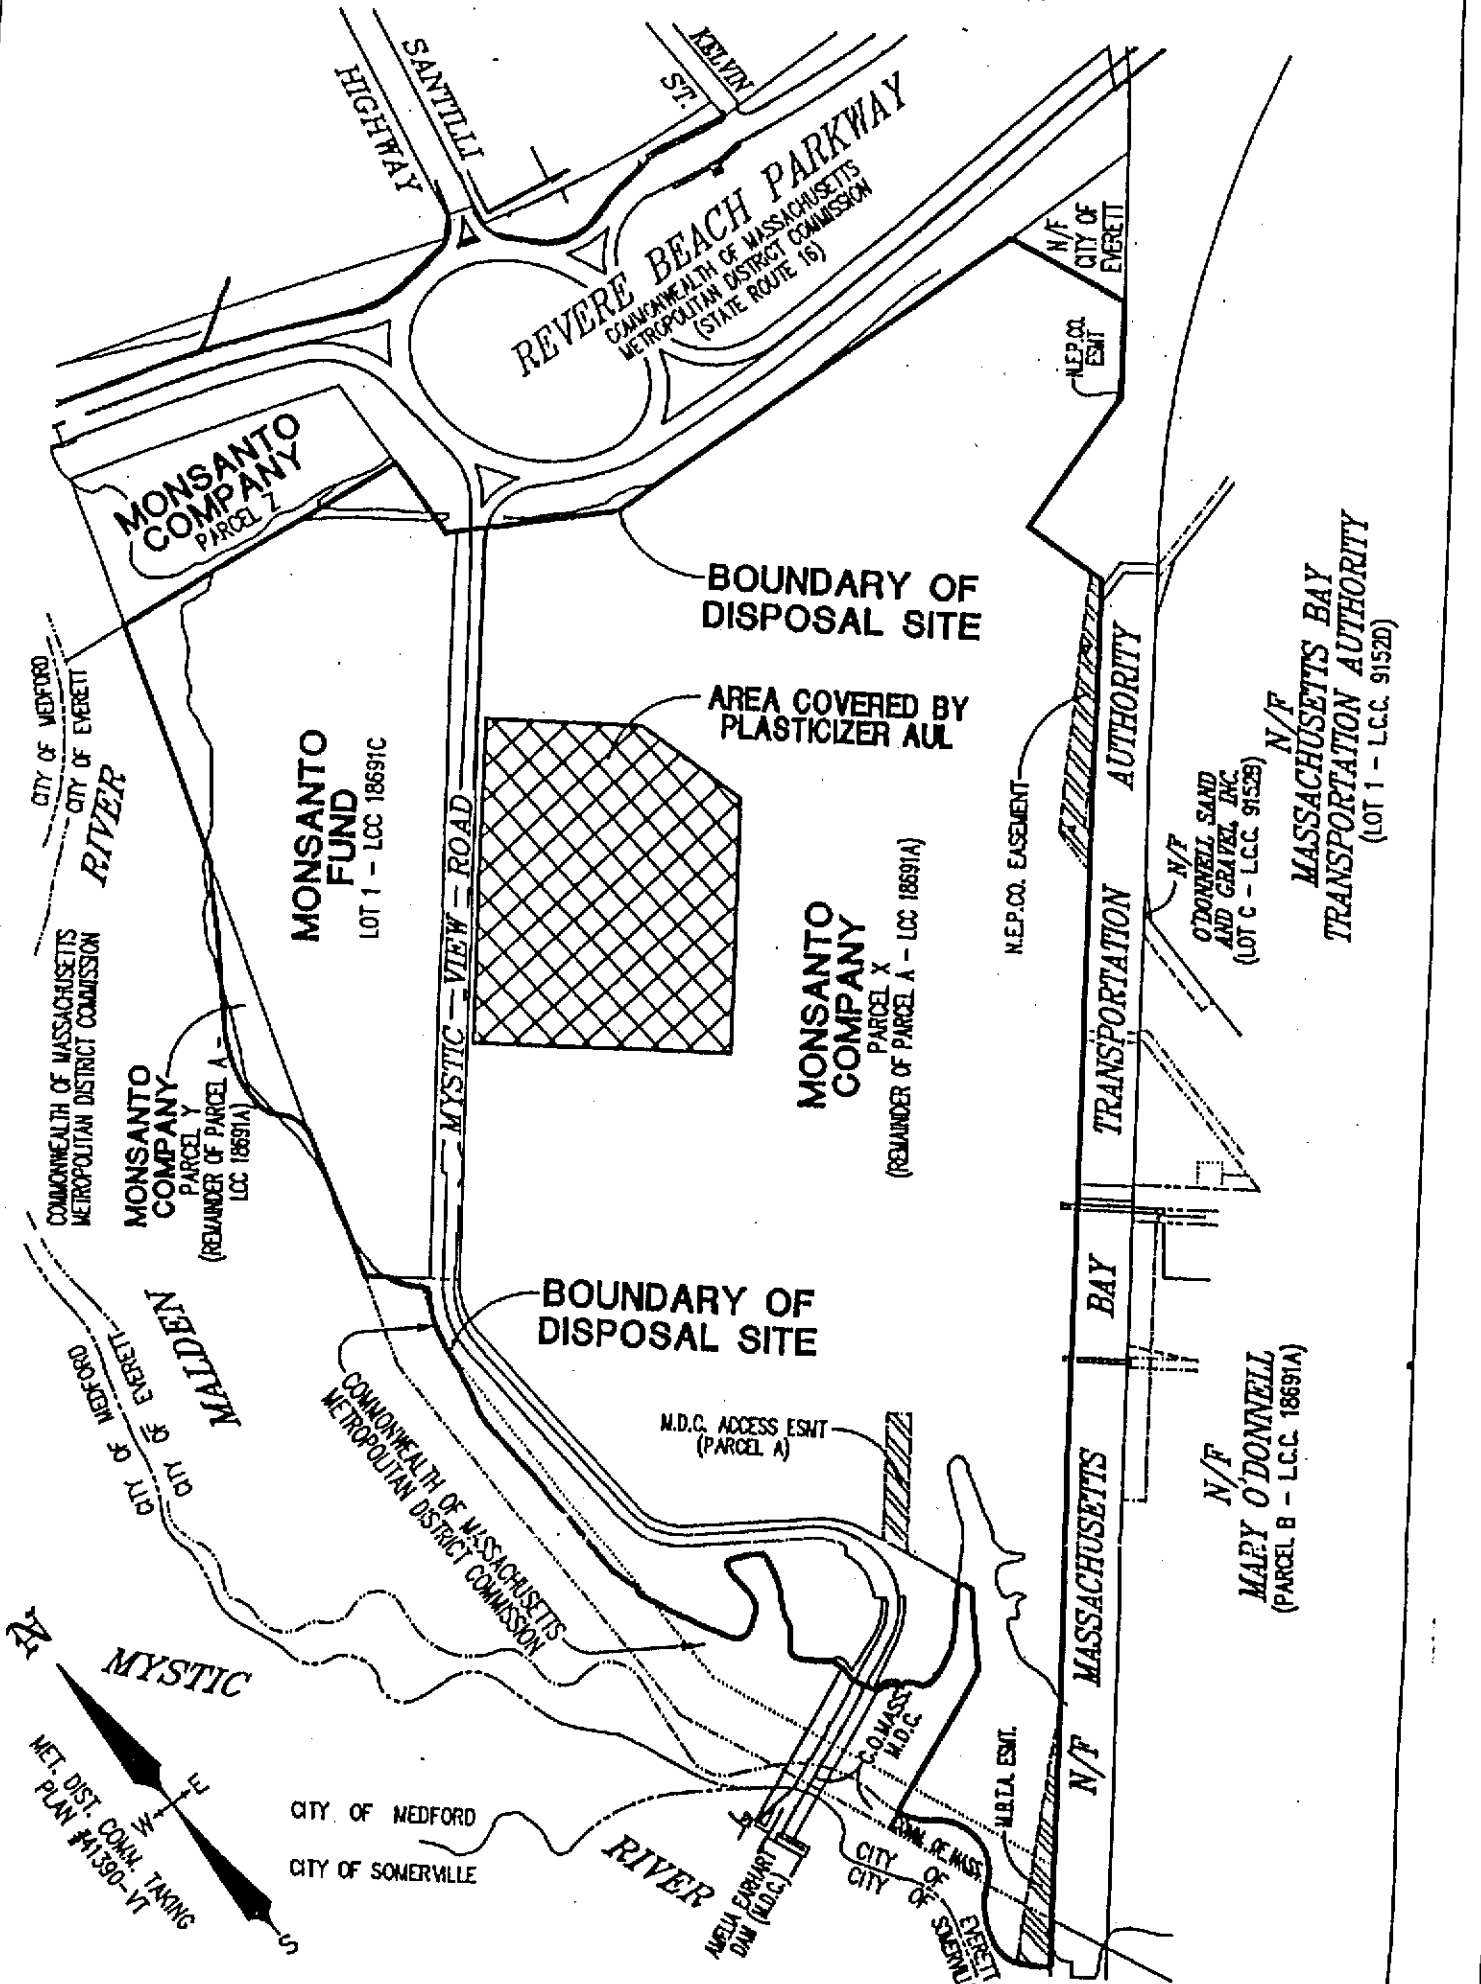 SANTILLI
HIGHWAY
KELVIN
ST.
REVERE BEACH PARKWAY
COMMONWEALTH OF MASSACHUSETTS
METROPOLITAN DISTRICT COMMISSION
(STATE ROUTE 16)
N/F
CITY OF
EVERETT
N.E.P.CO.
ESMT
MONSANTO
COMPANY
PARCEL Z
BOUNDARY OF
DISPOSAL SITE
AREA COVERED BY
PLASTICIZER AUL
CITY OF MEDFORD
CITY OF EVERETT
RIVER
MONSANTO
FUND
LOT 1 - LCC 18691C
MYSTIC VIEW ROAD
MONSANTO
COMPANY
PARCEL X
(REMAINDER OF PARCEL A - LCC 18691A)
N.E.P.CO. EASEMENT
AUTHORITY
TRANSPORTATION
BAY
MASSACHUSETTS
N/F
N/F
O'DONNELL SAND
AND GRAVEL, INC.
(LOT C - L.C.C. 9152B)
N/F
MASSACHUSETTS BAY
TRANSPORTATION AUTHORITY
(LOT 1 - L.C.C. 9152D)
COMMONWEALTH OF MASSACHUSETTS
METROPOLITAN DISTRICT COMMISSION
MONSANTO
COMPANY
PARCEL Y
(REMAINDER OF PARCEL A -
LCC 18691A)
MALDEN
CITY OF MEDFORD
CITY OF EVERETT
BOUNDARY OF
DISPOSAL SITE
COMMONWEALTH OF MASSACHUSETTS
METROPOLITAN DISTRICT COMMISSION
M.D.C. ACCESS ESMT
(PARCEL A)
N/F
MARY O'DONNELL
(PARCEL B - L.C.C. 18691A)
N
MYSTIC
E
W
S
MET. DIST. COMM. TAKING
PLAN #41390-VT
CITY OF MEDFORD
CITY OF SOMERVILLE
RIVER
AMELIA EARHART
DAM (M.D.C.)
C.O.MASS.
M.D.C.
M.B.T.A. ESMT.
COMM. OF MASS.
CITY OF EVERETT
CITY OF SOMERVIL